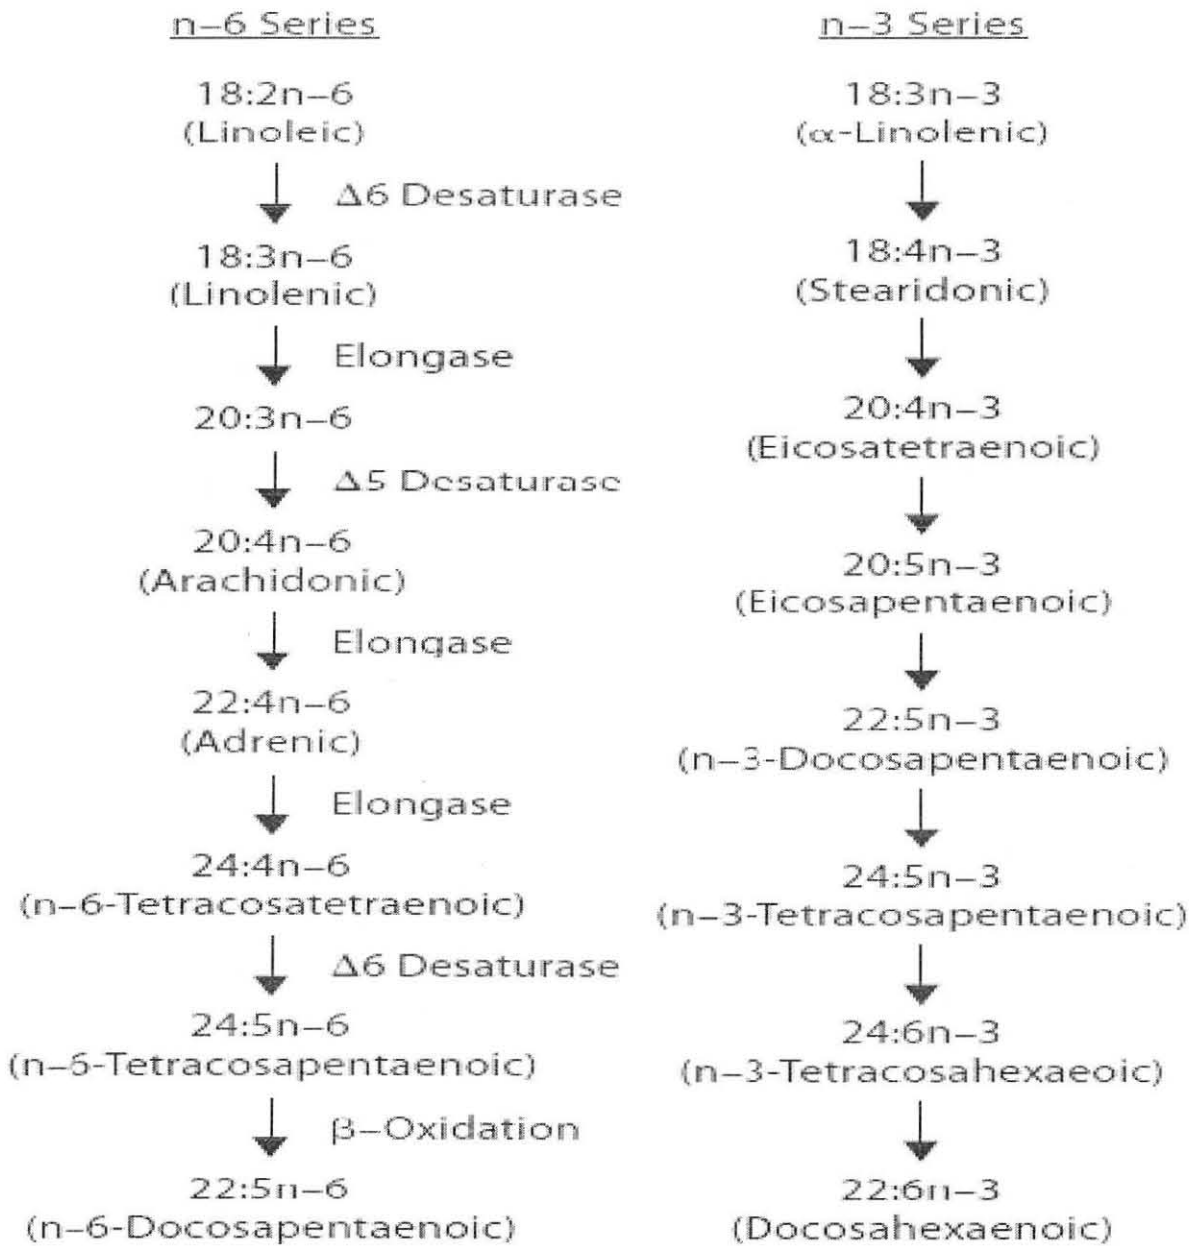 n–6 Series
18:2n–6
(Linoleic)
Δ6 Desaturase
18:3n–6
(Linolenic)
Elongase
20:3n–6
Δ5 Desaturase
20:4n–6
(Arachidonic)
Elongase
22:4n–6
(Adrenic)
Elongase
24:4n–6
(n–6-Tetracosatetraenoic)
Δ6 Desaturase
24:5n–6
(n–6-Tetracosapentaenoic)
β–Oxidation
22:5n–6
(n–6-Docosapentaenoic)
n–3 Series
18:3n–3
(α-Linolenic)
18:4n–3
(Stearidonic)
20:4n–3
(Eicosatetraenoic)
20:5n–3
(Eicosapentaenoic)
22:5n–3
(n–3-Docosapentaenoic)
24:5n–3
(n–3-Tetracosapentaenoic)
24:6n–3
(n–3-Tetracosahexaeoic)
22:6n–3
(Docosahexaenoic)